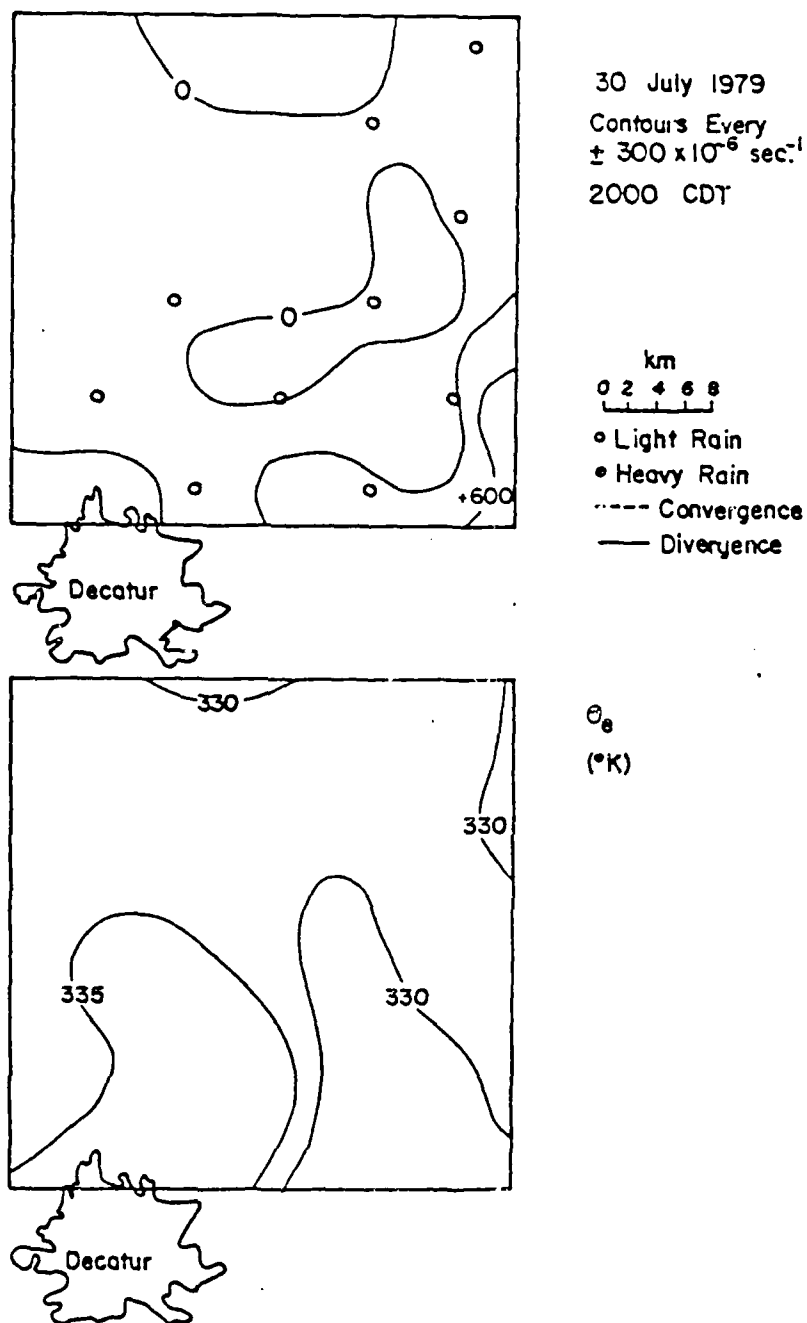 0
0
+600
Decatur
30 July 1979
Contours Every
± 300 x 10⁻⁶ sec.⁻¹
2000 CDT
km
0 2 4 6 8
o Light Rain
• Heavy Rain
----- Convergence
—— Divergence
330
330
335
330
Decatur
θe
(°K)